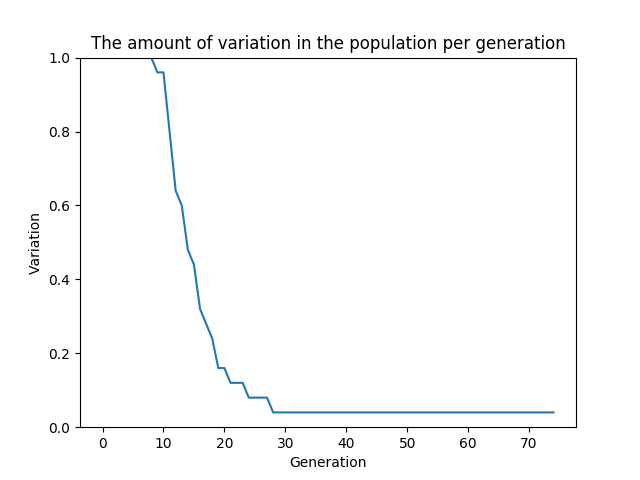 The amount of variation in the population per generation
1.0
0.8
0.6
0.4
0.2
0.0
Variation
0 10 20 30 40 50 60 70
Generation